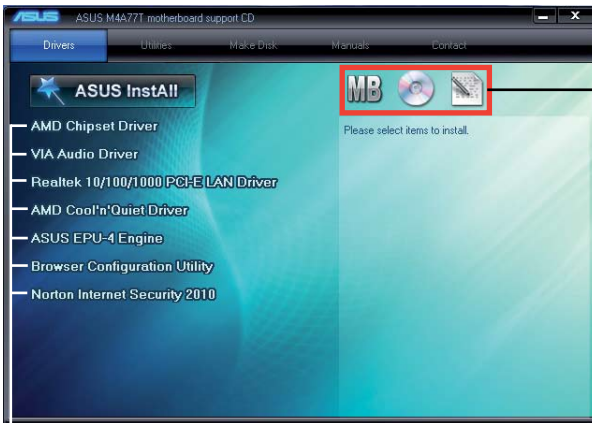 ASUS ASUS M4A77T motherboard support CD
Drivers Utilities Make Disk Manuals Contact
ASUS InstAll
MB
Please select items to install.
AMD Chipset Driver
VIA Audio Driver
Realtek 10/100/1000 PCI-E LAN Driver
AMD Cool'n'Quiet Driver
ASUS EPU-4 Engine
Browser Configuration Utility
Norton Internet Security 2010